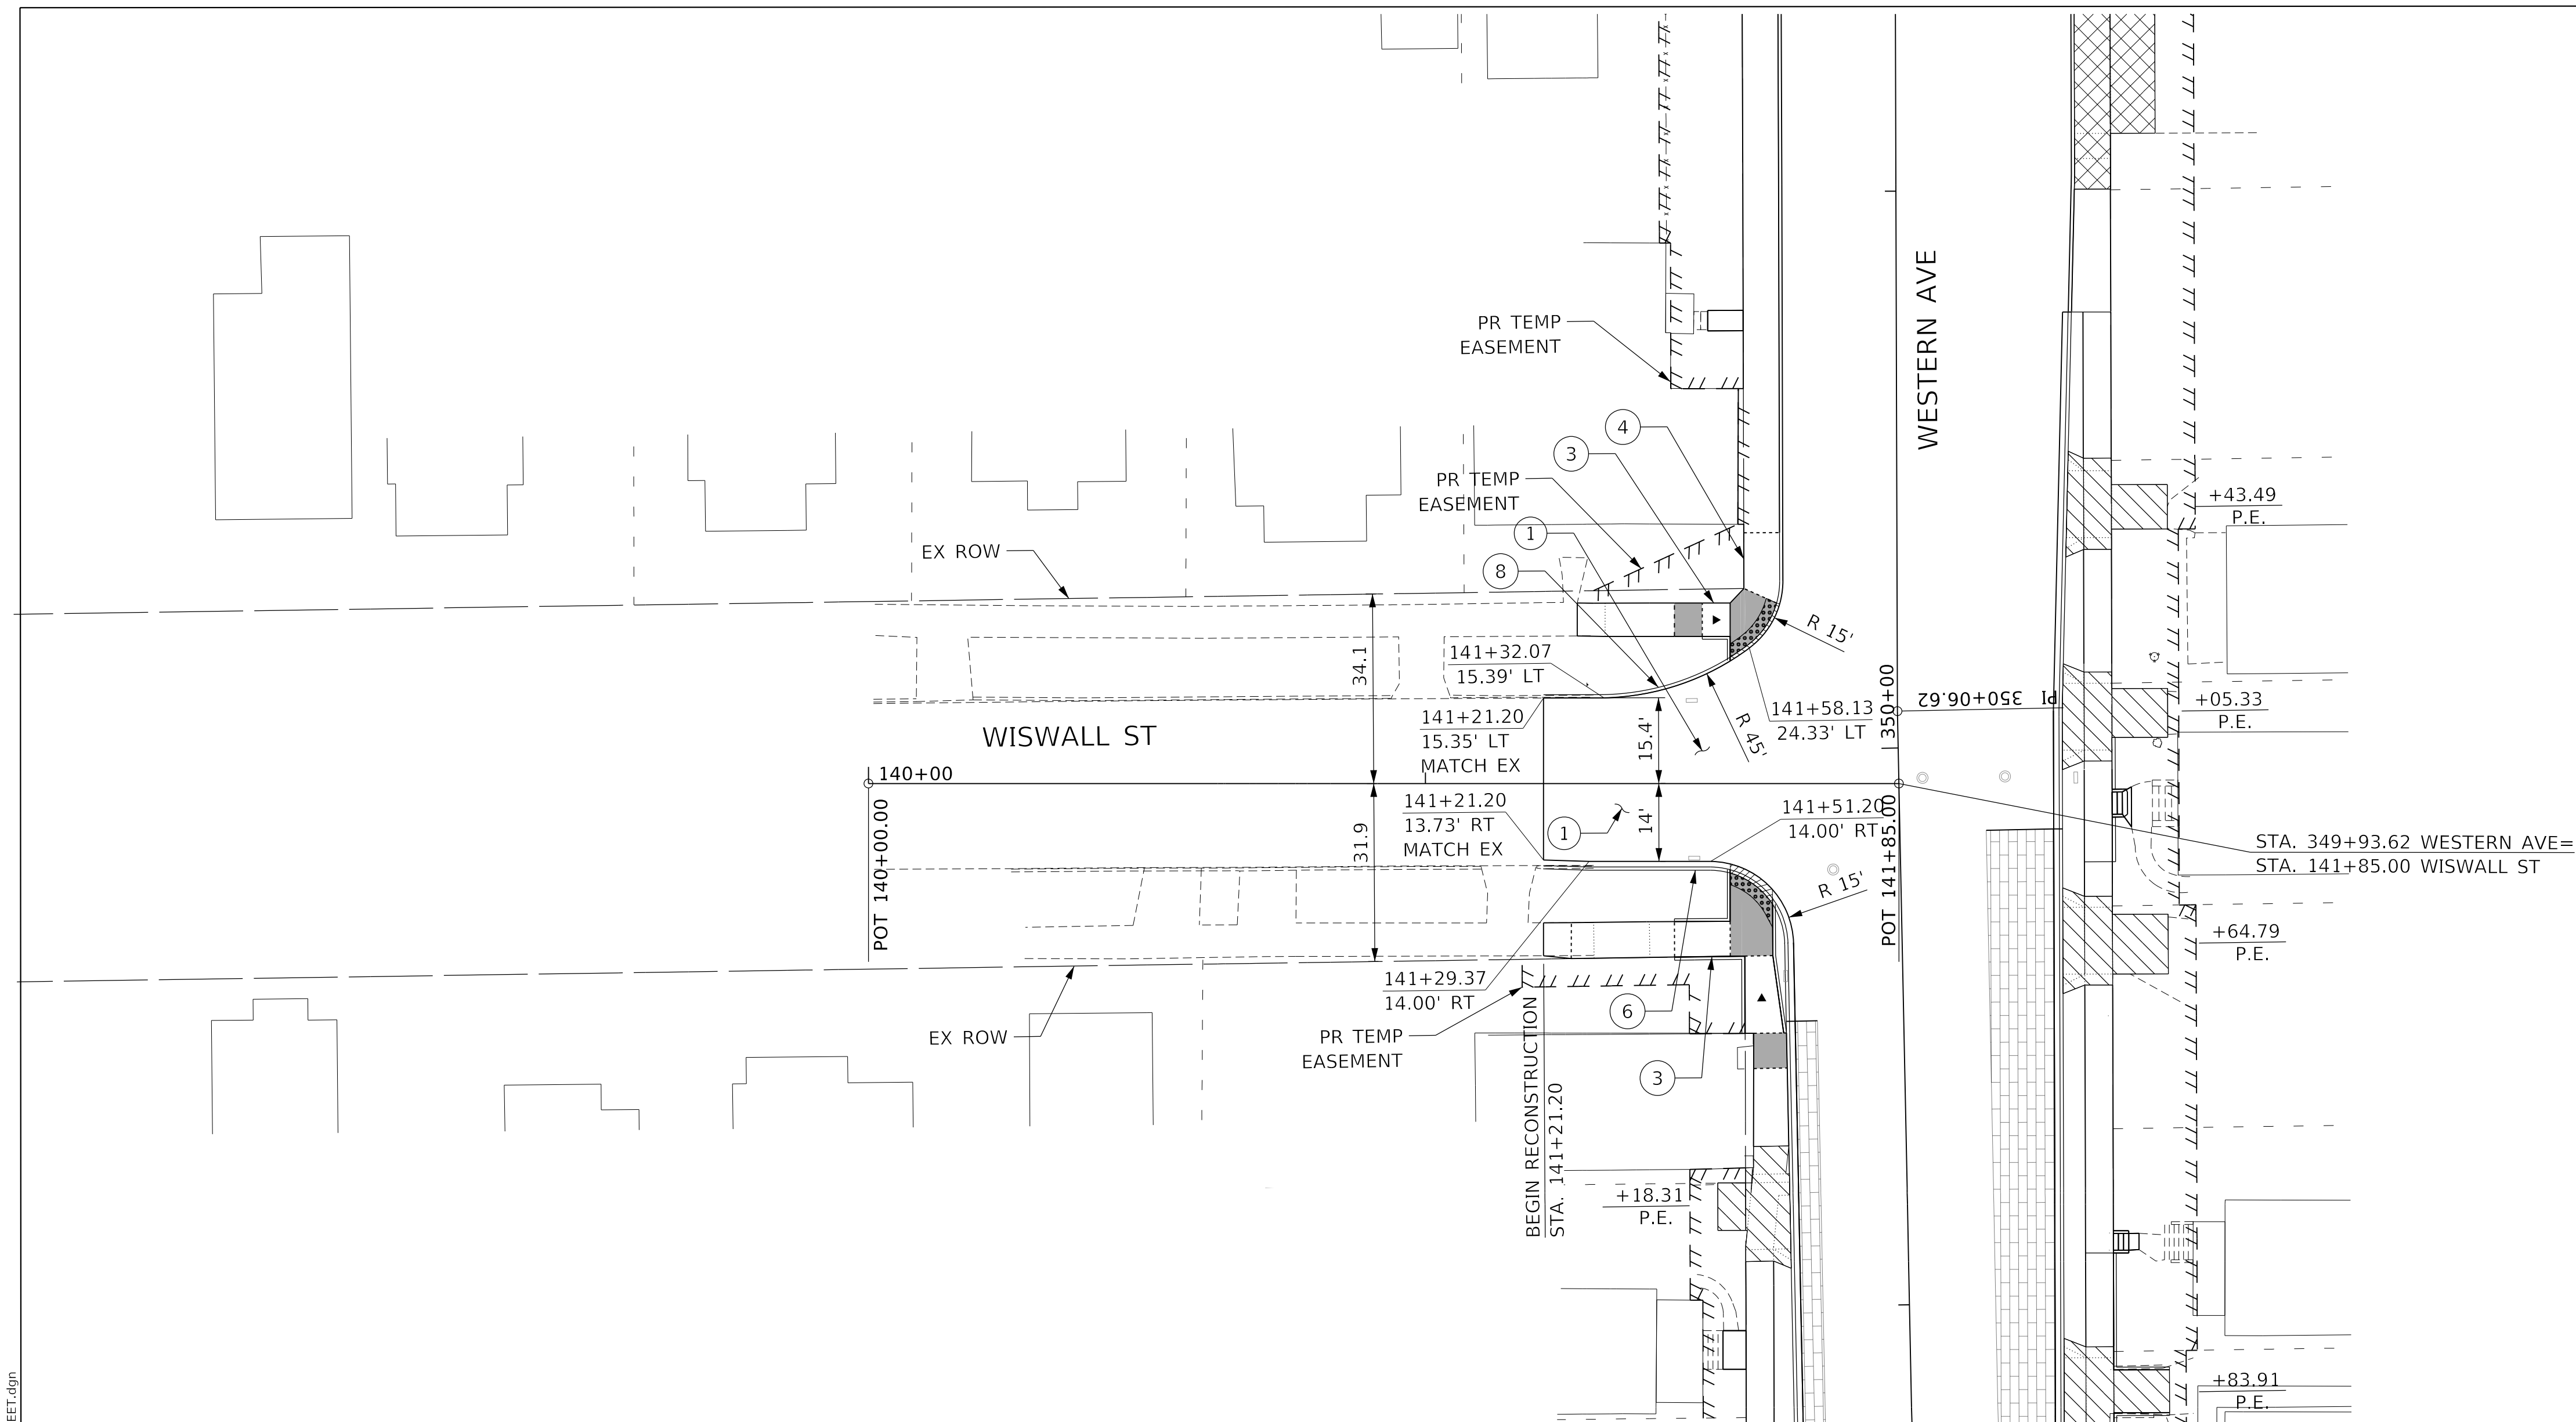 WESTERN AVE
PR TEMP
EASEMENT
4
3
PR TEMP
EASEMENT
1
8
EX ROW
+43.49
P.E.
R 15'
34.1
141+32.07
15.39' LT
350+00
PI 350+06.62
+05.33
P.E.
141+21.20
15.35' LT
MATCH EX
15.4'
R 45'
141+58.13
24.33' LT
WISWALL ST
140+00
POT 140+00.00
31.9
141+21.20
13.73' RT
MATCH EX
1
14'
141+51.20
14.00' RT
POT 141+85.00
STA. 349+93.62 WESTERN AVE=
STA. 141+85.00 WISWALL ST
R 15'
+64.79
P.E.
141+29.37
14.00' RT
6
EX ROW
PR TEMP
EASEMENT
3
BEGIN RECONSTRUCTION
STA. 141+21.20
+18.31
P.E.
+83.91
P.E.
EET.dgn